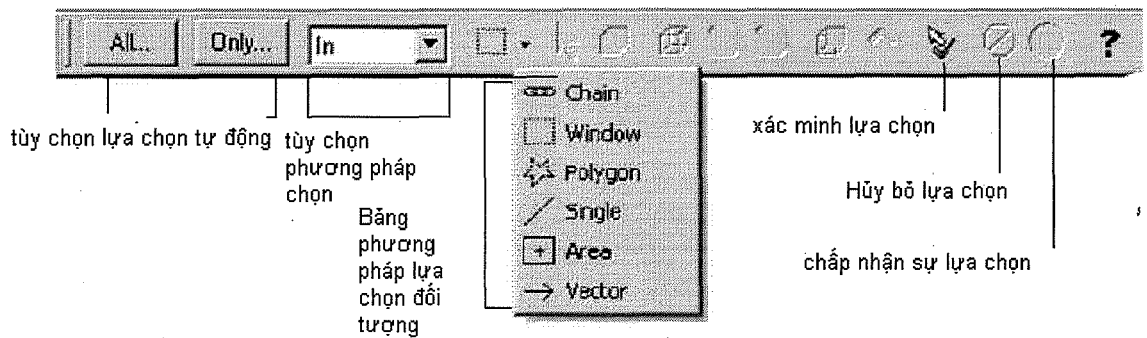 All...
Only...
In
?
Chain
Window
Polygon
Single
Area
Vector
tùy chọn lựa chọn tự động
tùy chọn
phương pháp
chọn
Bảng
phương
pháp lựa
chọn đối
tượng
xác minh lựa chọn
Hủy bỏ lựa chọn
chấp nhận sự lựa chọn